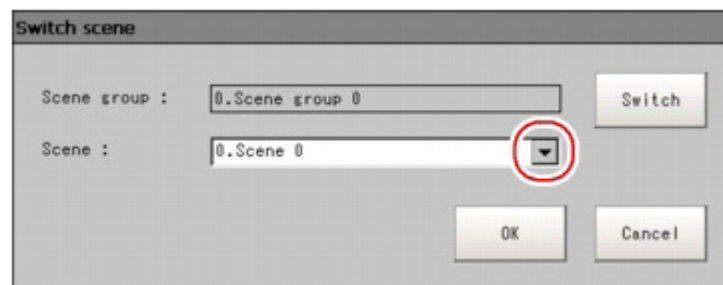 Switch scene
Scene group : 0.Scene group 0 Switch
Scene : 0.Scene 0
OK Cancel